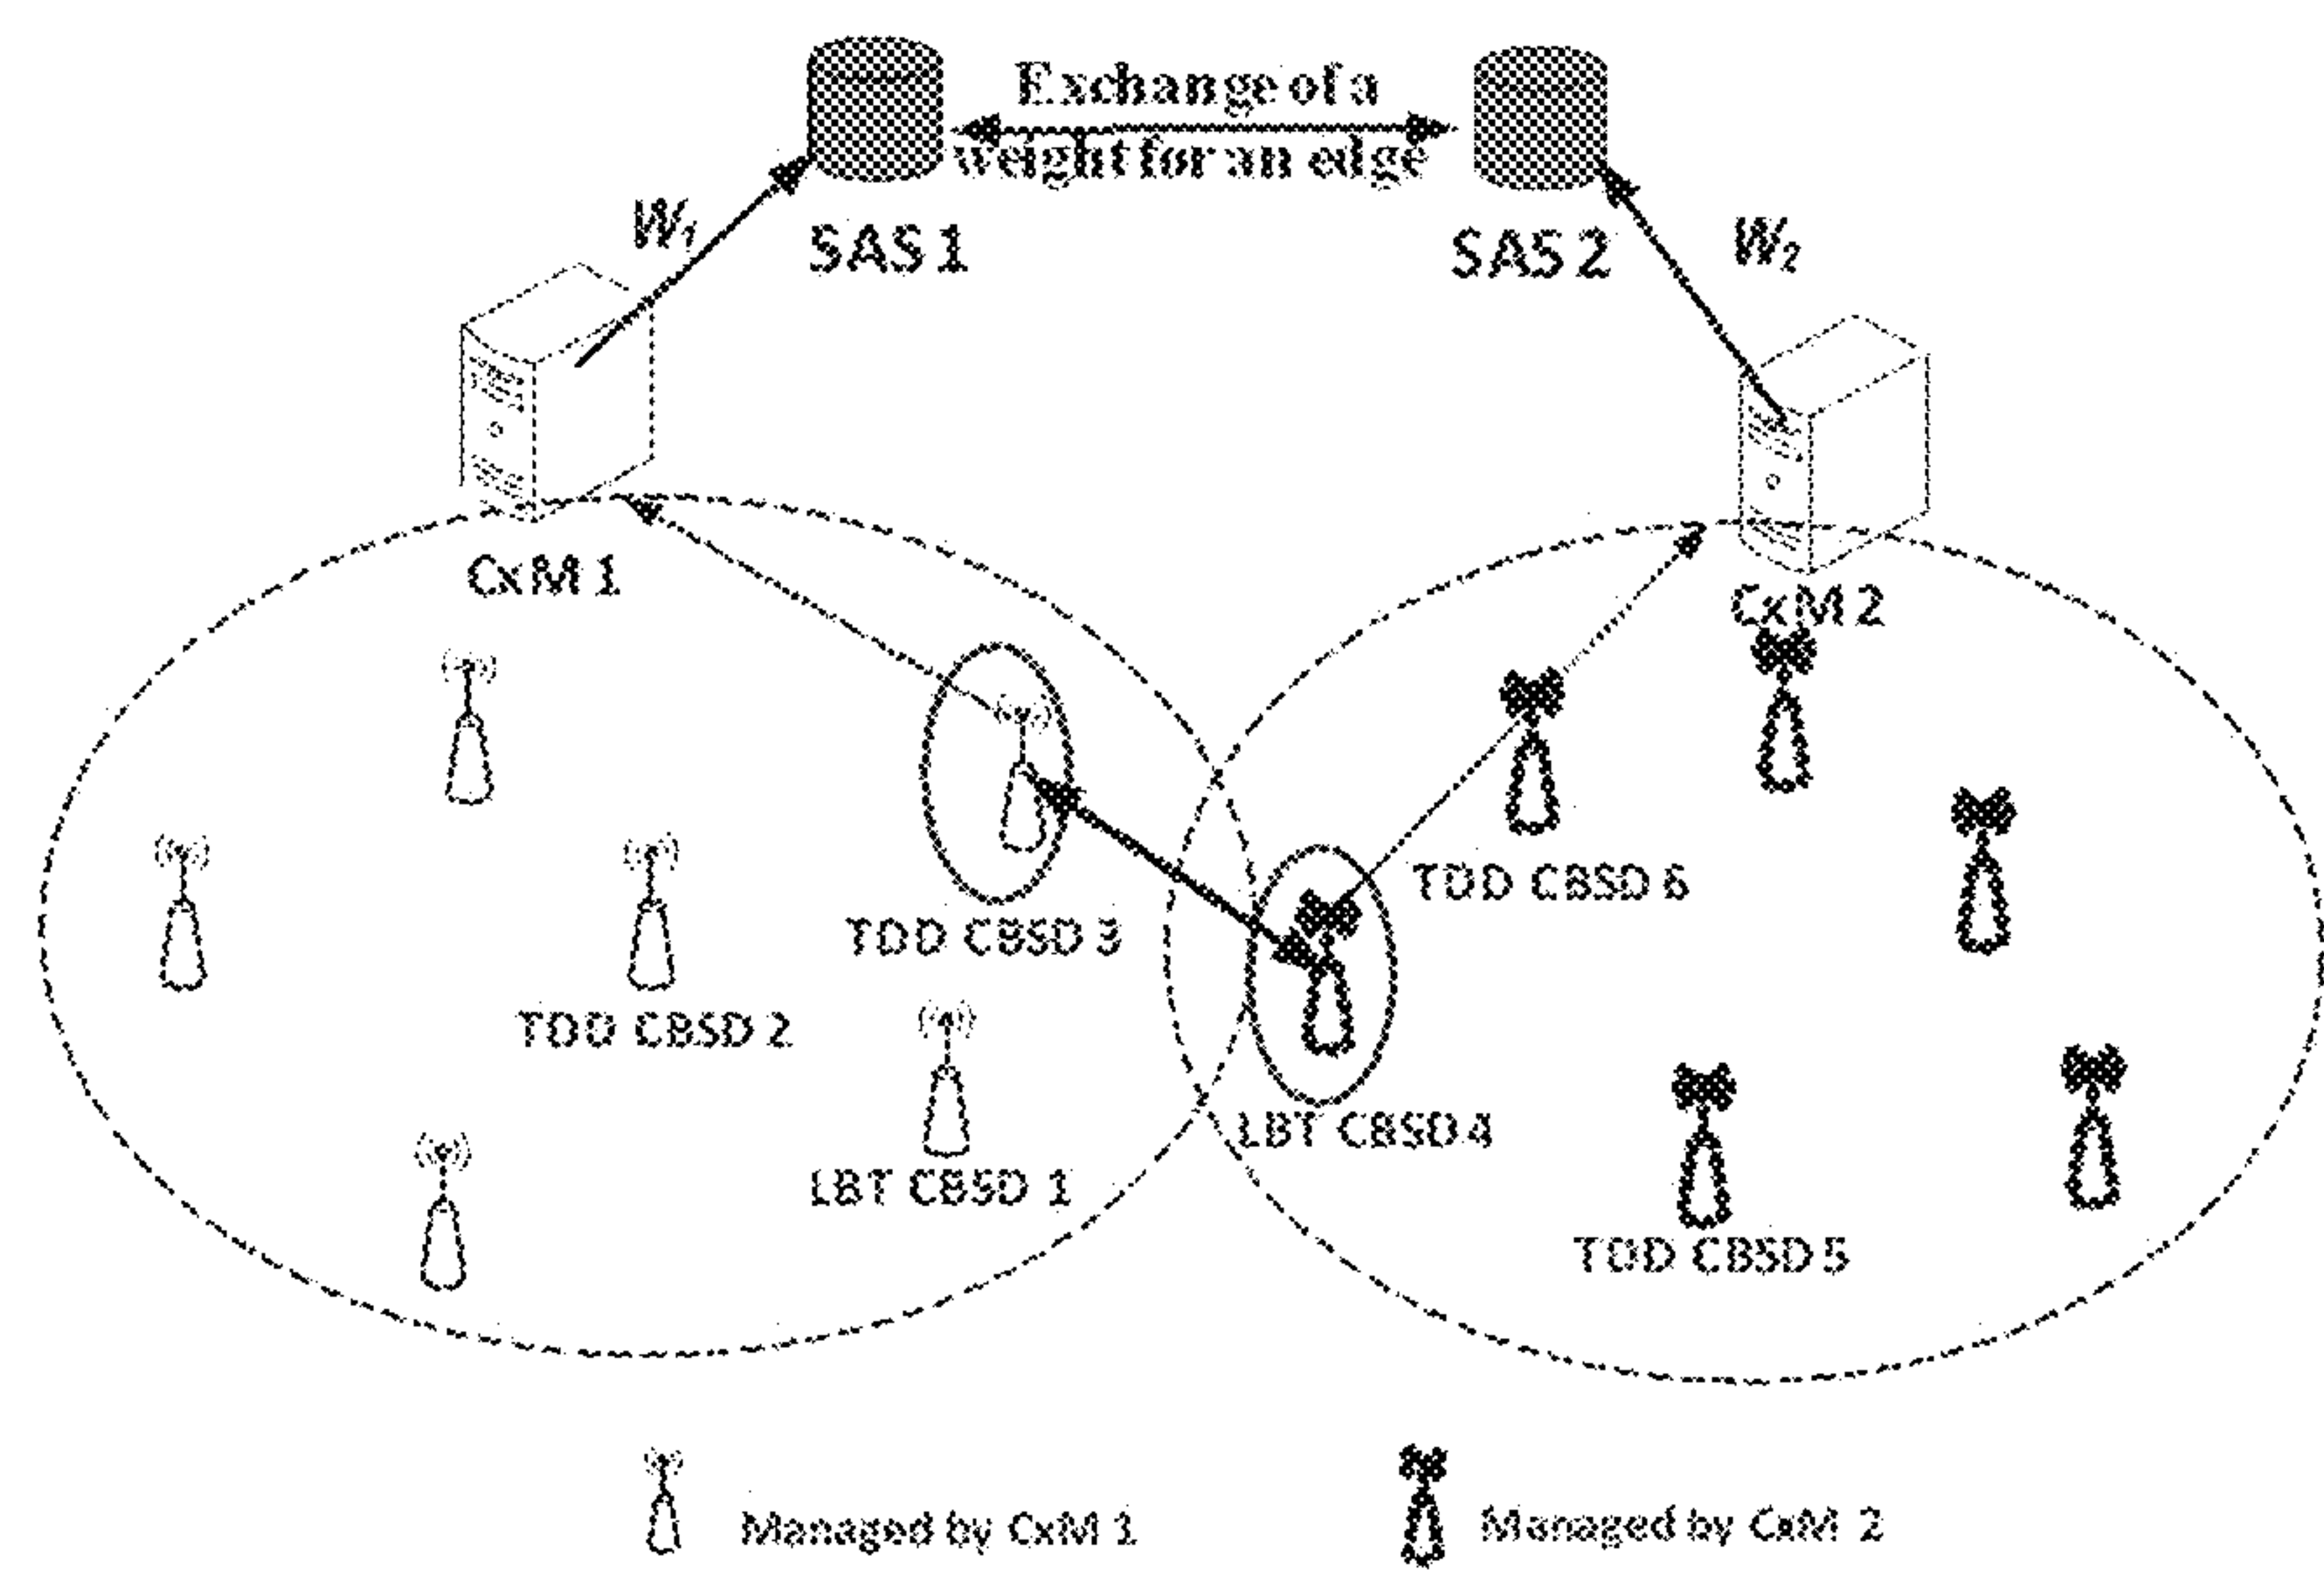 Exchange of a
weight for an edge
W1
SAS 1
SAS 2
W2
CxM 1
CxM 2
TDD CBSD 6
TDD CBSD 3
TDD CBSD 2
LBT CBSD 4
LBT CBSD 1
TDD CBSD 5
Managed by CxM 1
Managed by CxM 2